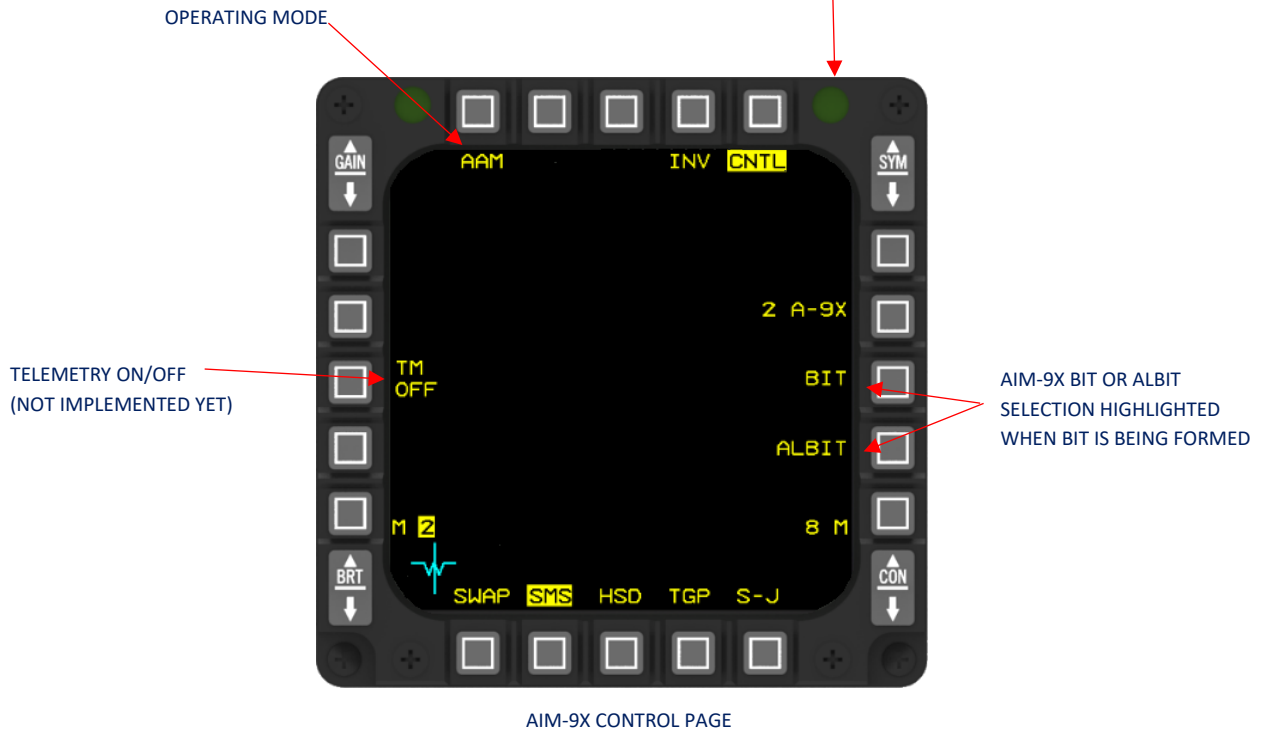 OPERATING MODE
GAIN
SYM
AAM INV CNTL
2 A-9X
TELEMETRY ON/OFF
(NOT IMPLEMENTED YET)
TM
OFF
BIT
AIM-9X BIT OR ALBIT
SELECTION HIGHLIGHTED
WHEN BIT IS BEING FORMED
ALBIT
M 2
8 M
BRT
CON
SWAP SMS HSD TGP S-J
AIM-9X CONTROL PAGE